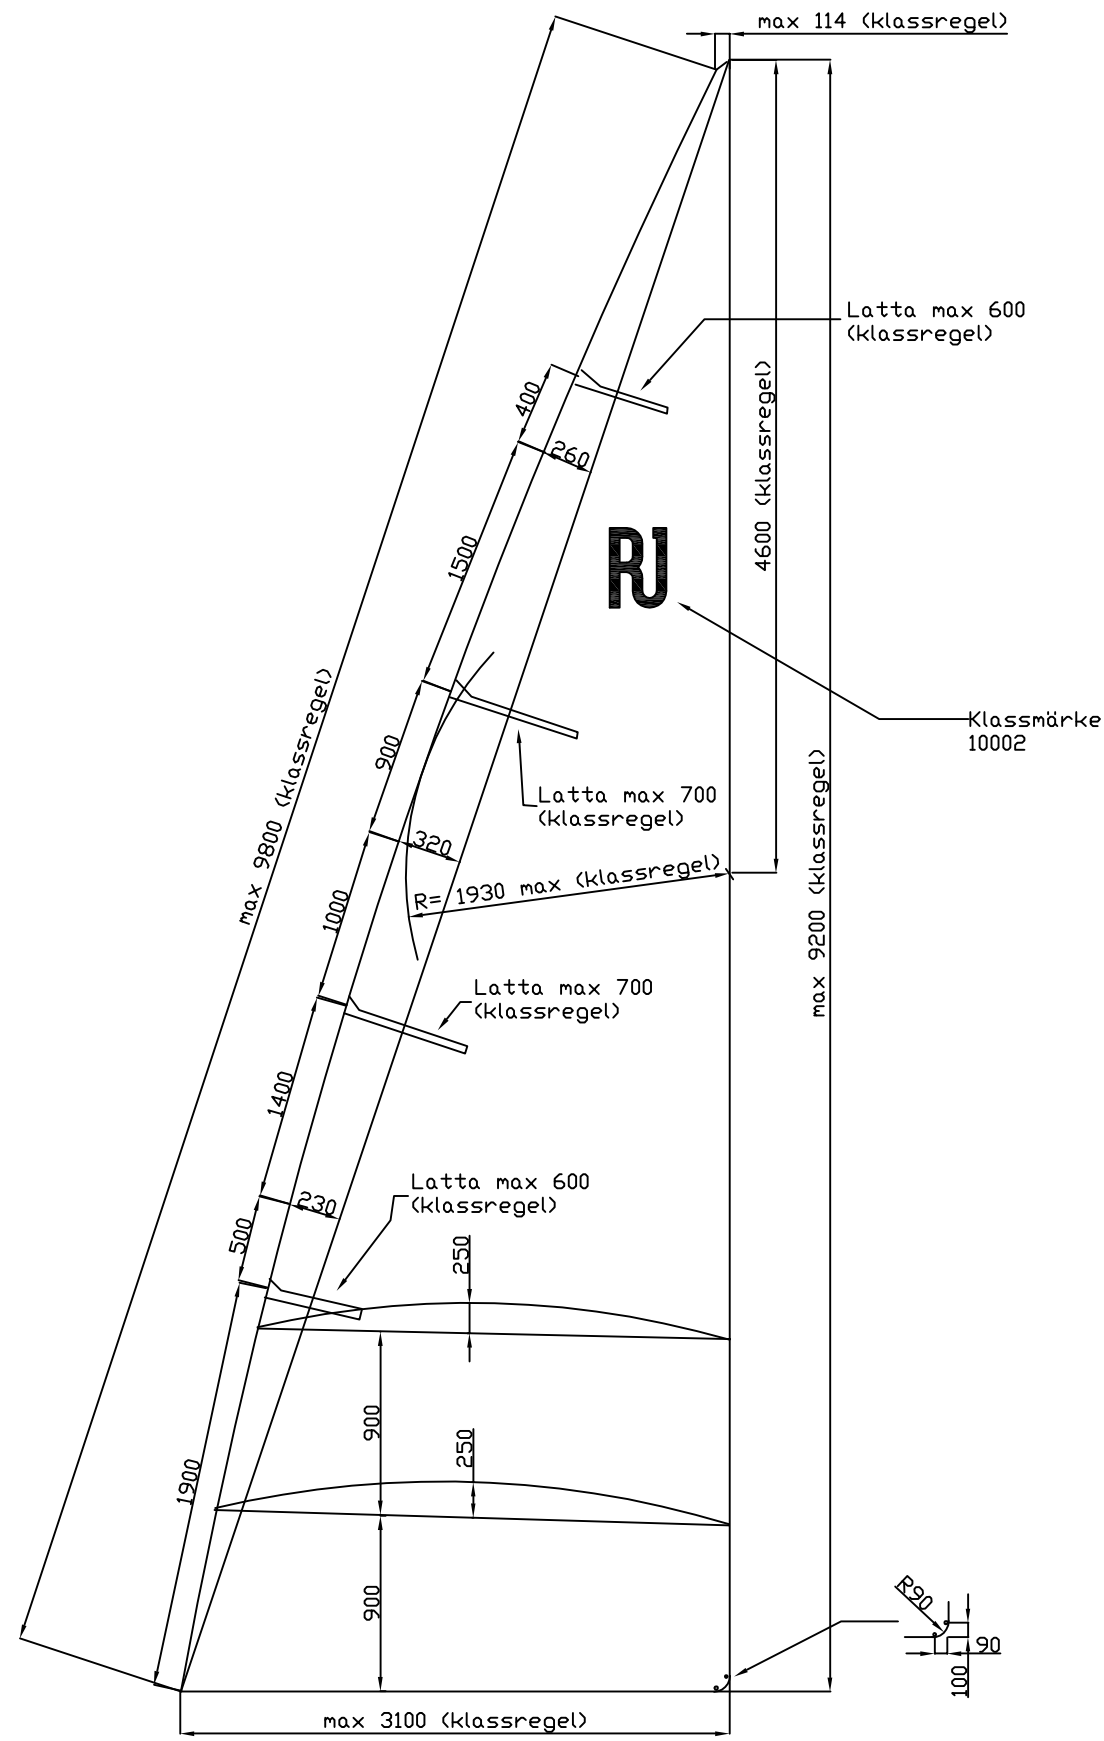 max 114 (klassregel)
Latta max 600
(klassregel)
4600 (klassregel)
400
260
RJ
1500
Klassmärke
10002
max 9800 (klassregel)
900
Latta max 700
(klassregel)
max 9200 (klassregel)
320
R= 1930 max (klassregel)
1000
Latta max 700
(klassregel)
1400
Latta max 600
(klassregel)
230
500
250
900
250
1900
900
R90
90
100
max 3100 (klassregel)